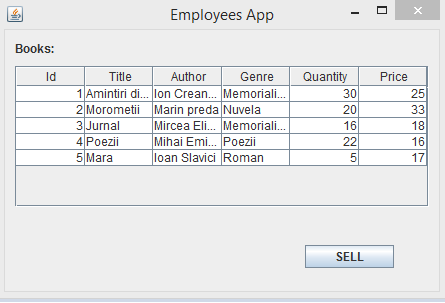 Employees App
Books:
Id Title Author Genre Quantity Price
1 Amintiri di... Ion Crean... Memoriali... 30 25
2 Morometii Marin preda Nuvela 20 33
3 Jurnal Mircea Eli... Memoriali... 16 18
4 Poezii Mihai Emi... Poezii 22 16
5 Mara Ioan Slavici Roman 5 17
SELL